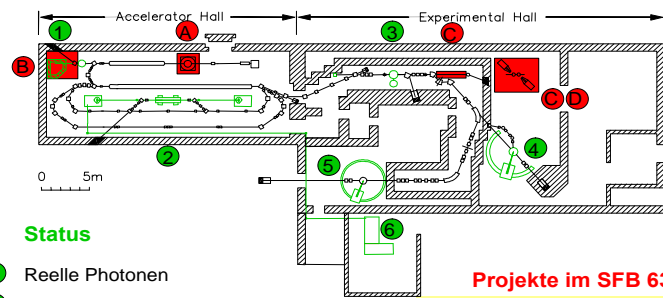 Accelerator Hall
Experimental Hall
1
A
3
C
B
C
D
2
5
4
0
5m
6
Status
Reelle Photonen
Projekte im SFB 63